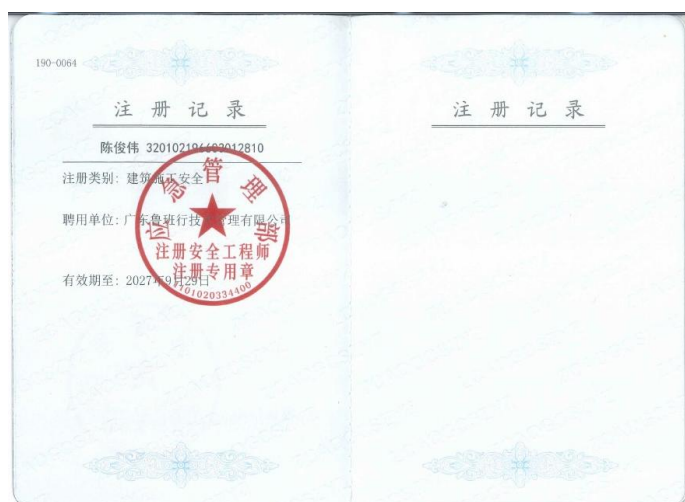 190-0064
注册记录
注册记录
陈俊伟 320102196603012810
注册类别：建筑施工安全
聘用单位：广东鲁班行技术管理有限公司
有效期至：2027年9月29日
应急管理部
注册安全工程师
注册专用章